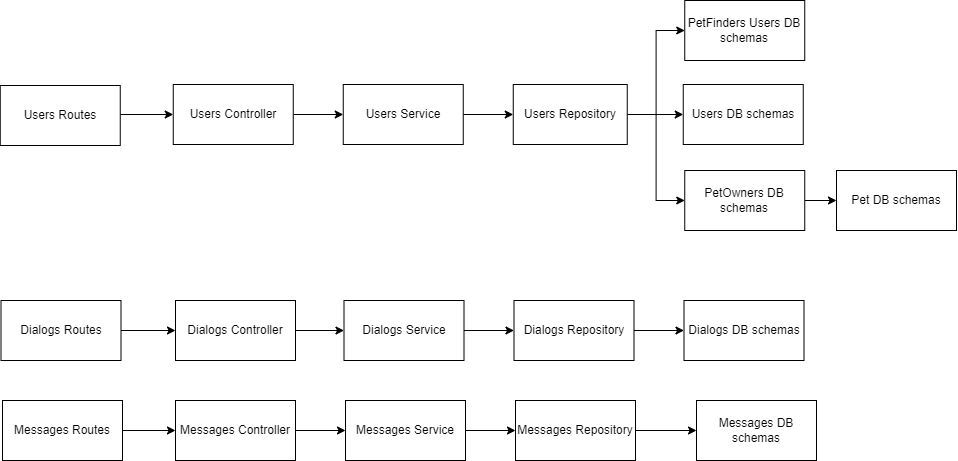 PetFinders Users DB
schemas
Users Routes
Users Controller
Users Service
Users Repository
Users DB schemas
PetOwners DB
schemas
Pet DB schemas
Dialogs Routes
Dialogs Controller
Dialogs Service
Dialogs Repository
Dialogs DB schemas
Messages Routes
Messages Controller
Messages Service
Messages Repository
Messages DB
schemas